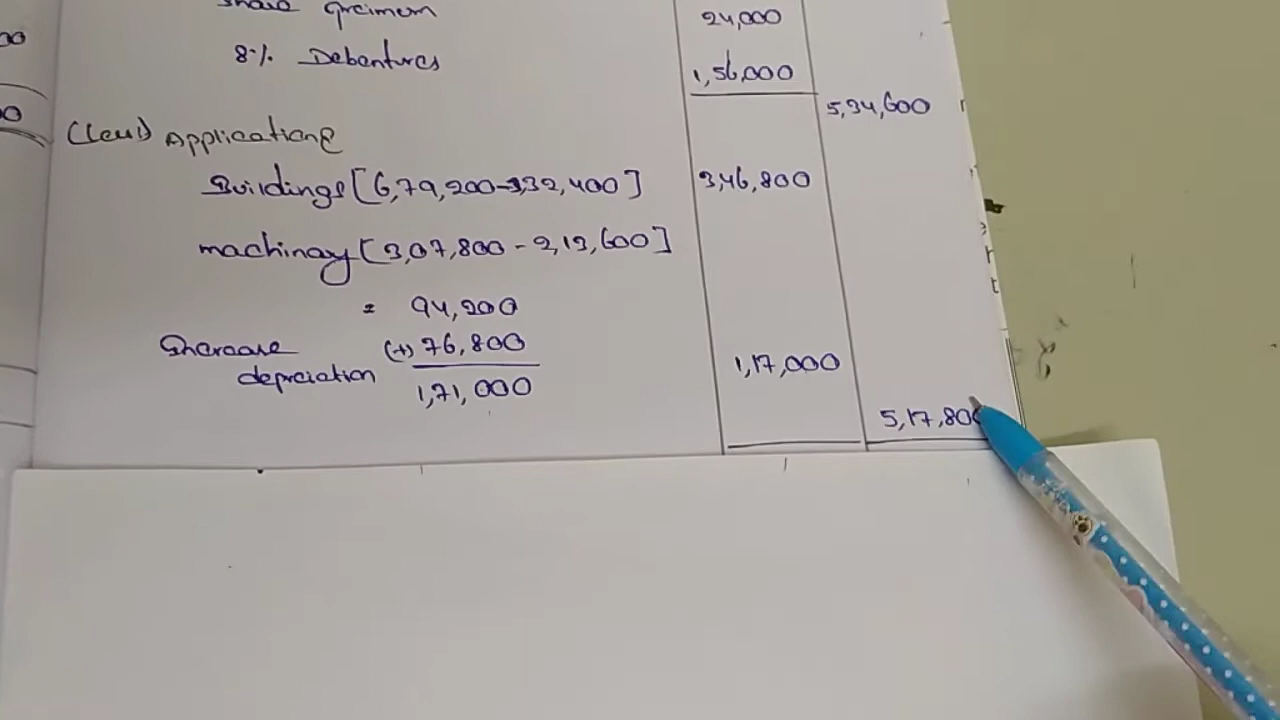 Share Preimum 24,000
8% Debentures 1,56,000
5,34,600
(Less) Applications
Buildings [6,79,200-3,32,400] 3,46,800
machinay [3,07,800 - 2,13,600]
= 94,200
Increase (+) 76,800
depreciation 1,71,000 1,17,000
5,17,800